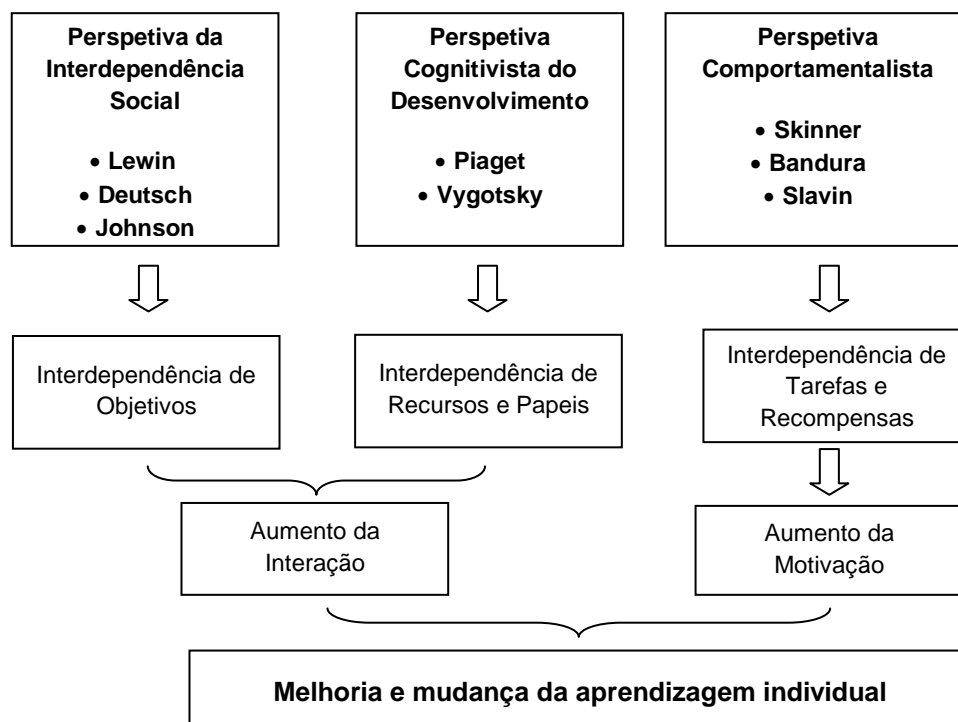 Perspetiva da
Interdependência
Social
• Lewin
• Deutsch
• Johnson
Perspetiva
Cognitivista do
Desenvolvimento
• Piaget
• Vygotsky
Perspetiva
Comportamentalista
• Skinner
• Bandura
• Slavin
Interdependência de
Objetivos
Interdependência de
Recursos e Papeis
Interdependência de
Tarefas e
Recompensas
Aumento da
Interação
Aumento da
Motivação
Melhoria e mudança da aprendizagem individual